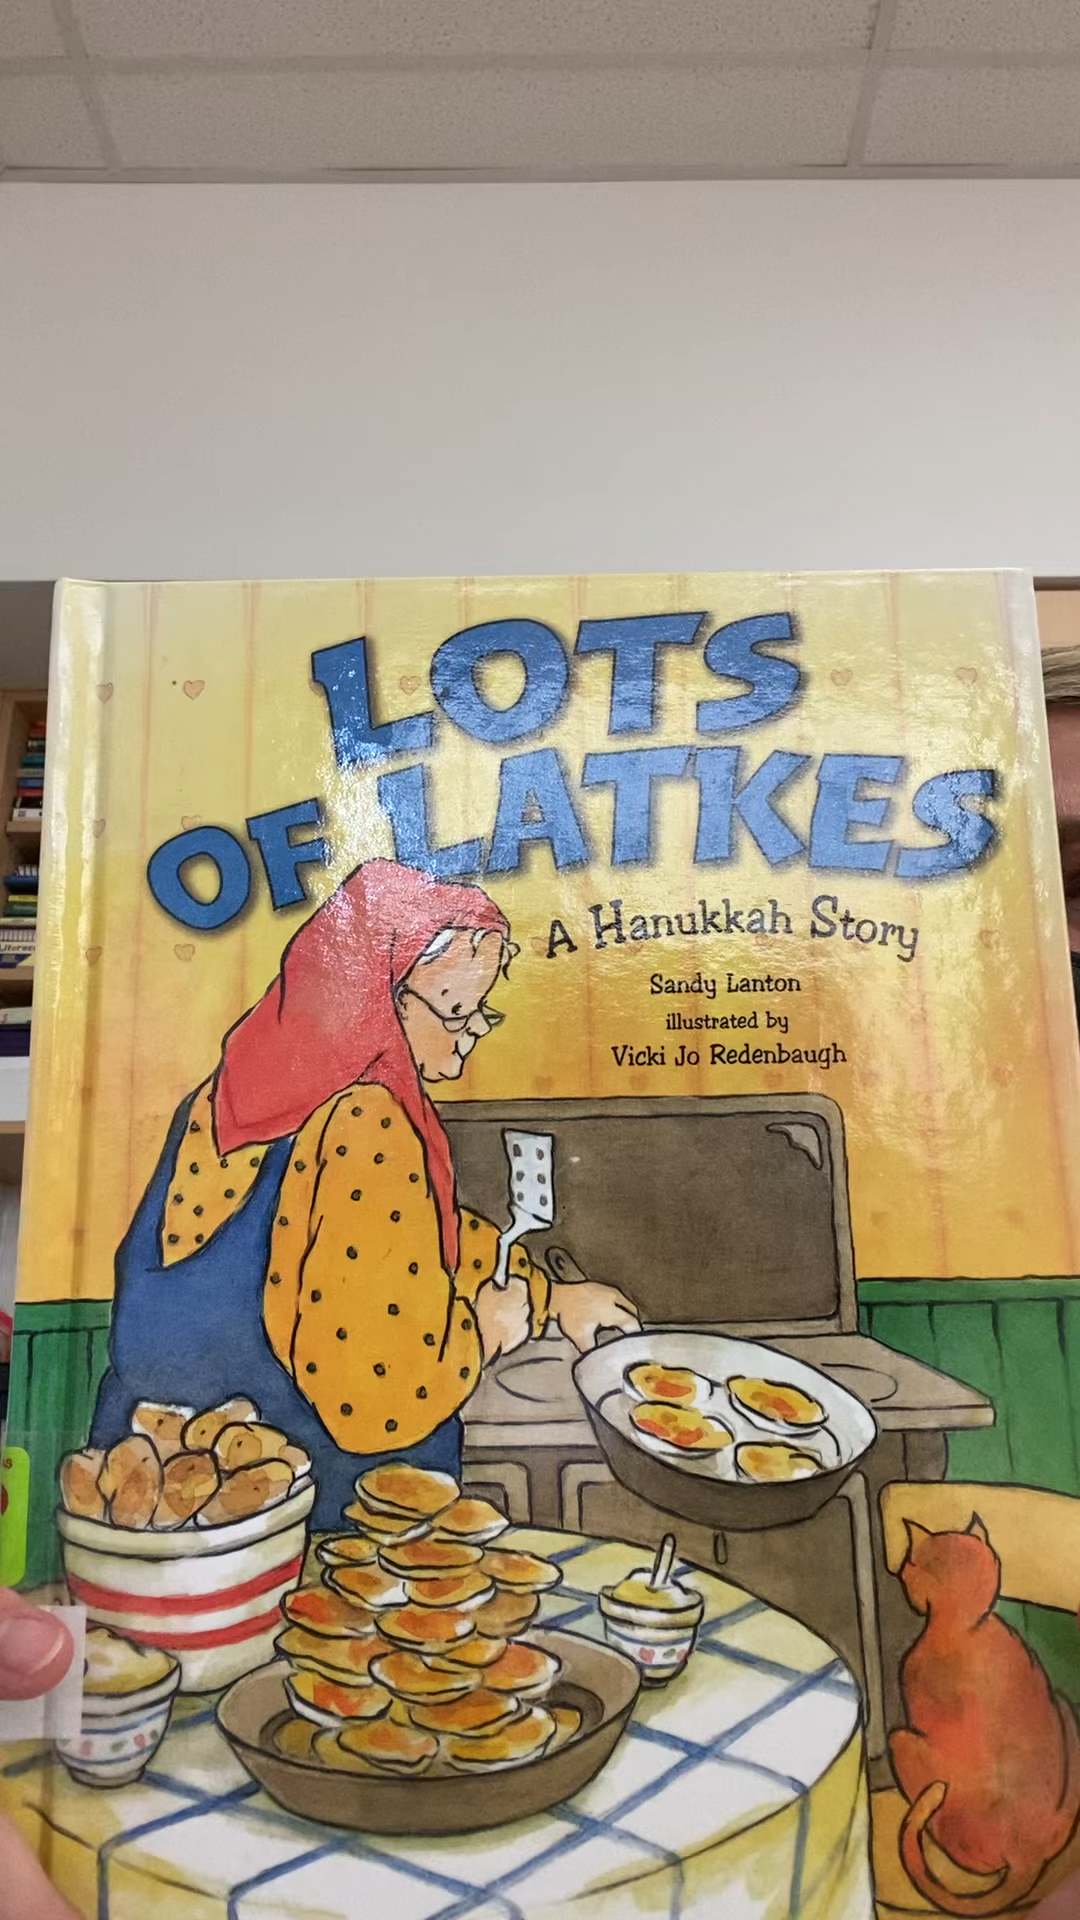 LOTS
OF LATKES
A Hanukkah Story
Sandy Lanton
illustrated by
Vicki Jo Redenbaugh